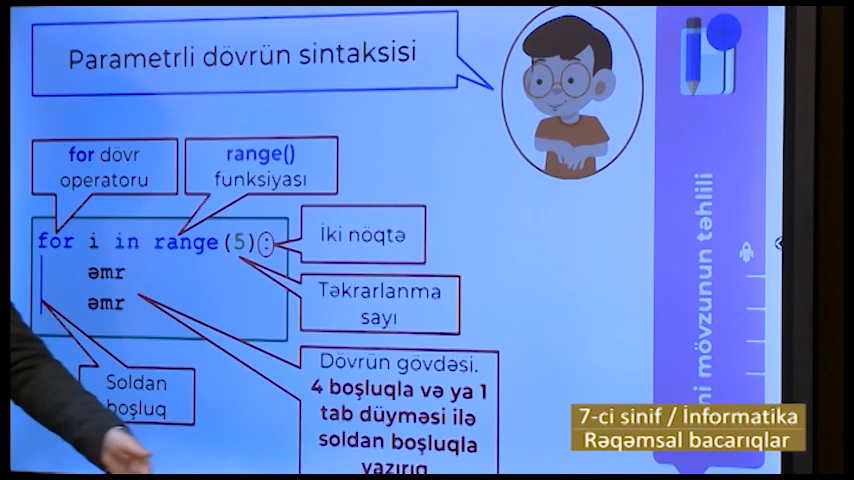 Parametrli dövrün sintaksisi
for dövr
operatoru
range()
funksiyası
for i in range(5):
əmr
əmr
İki nöqtə
Təkrarlanma
sayı
Soldan
boşluq
Dövrün gövdəsi.
4 boşluqla və ya 1
tab düyməsi ilə
soldan boşluqla
yazırıq
mövzunun təhlili
7-ci sinif / İnformatika
Rəqəmsal bacarıqlar